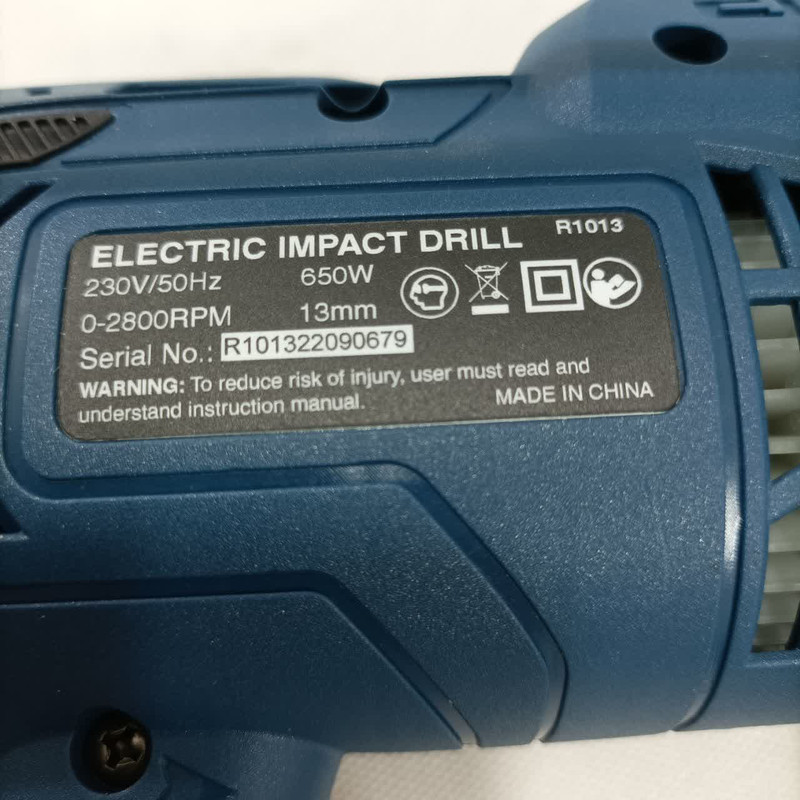 ELECTRIC IMPACT DRILL R1013
230V/50Hz 650W
0-2800RPM 13mm
Serial No.: R101322090679
WARNING: To reduce risk of injury, user must read and
understand instruction manual. MADE IN CHINA